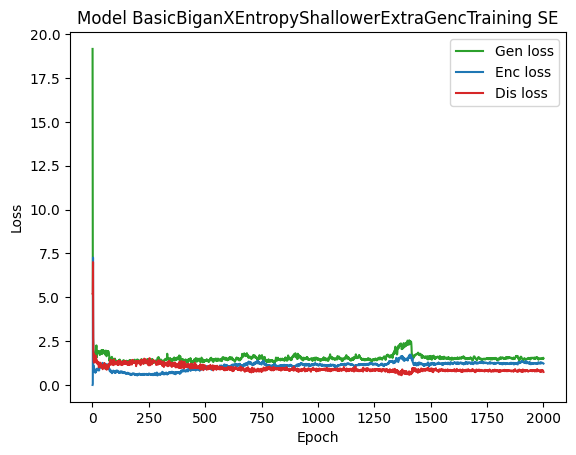 Model BasicBiganXEntropyShallowerExtraGencTraining SE
20.0
17.5
15.0
12.5
10.0
7.5
5.0
2.5
0.0
Loss
Gen loss
Enc loss
Dis loss
0 250 500 750 1000 1250 1500 1750 2000
Epoch